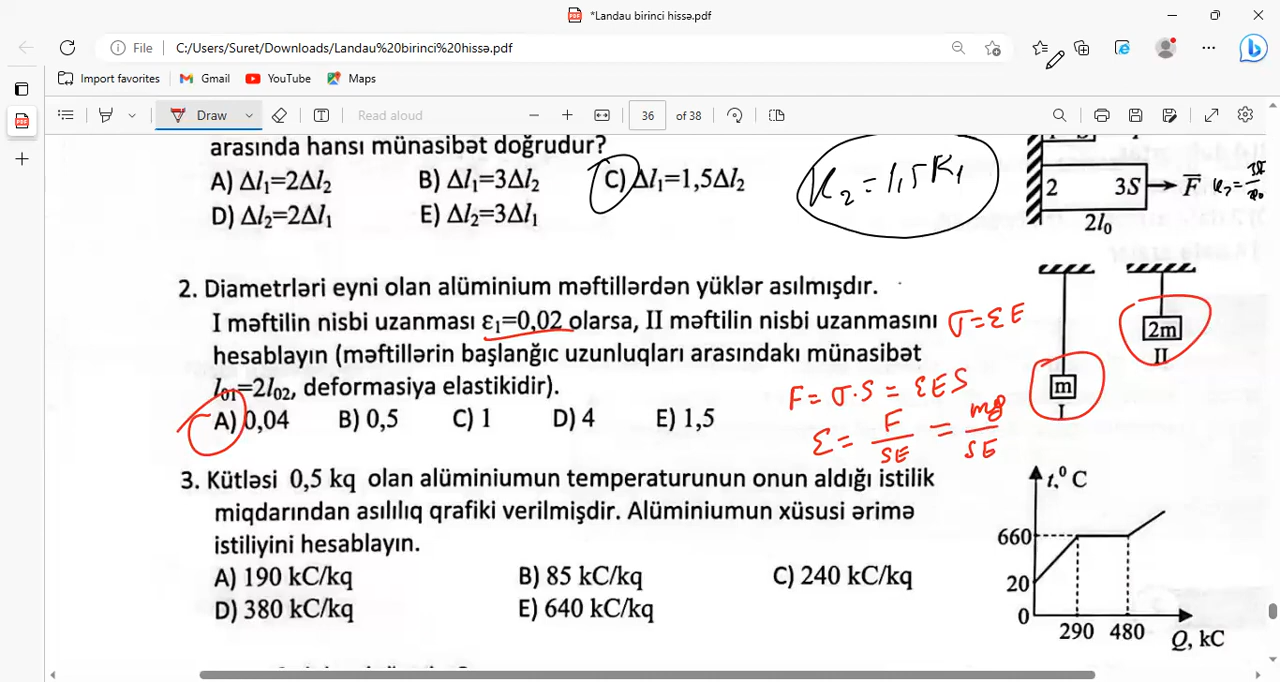 *Landau birinci hissə.pdf
File | C:/Users/Suret/Downloads/Landau%20birinci%20hissə.pdf
Import favorites Gmail YouTube Maps
Draw Read aloud 36 of 38
arasında hansı münasibət doğrudur?
A) Δl₁=2Δl₂ B) Δl₁=3Δl₂ C) Δl₁=1,5Δl₂
D) Δl₂=2Δl₁ E) Δl₂=3Δl₁
K₂=1,5K₁
2 3S F
2l₀
2. Diametrləri eyni olan alüminium məftillərdən yüklər asılmışdır.
I məftilin nisbi uzanması ε₁=0,02 olarsa, II məftilin nisbi uzanmasını
hesablayın (məftillərin başlanğıc uzunluqları arasındakı münasibət
l₀₁=2l₀₂, deformasiya elastikidir).
A) 0,04 B) 0,5 C) 1 D) 4 E) 1,5
σ=εE
F=σ·S=εES
ε=F/SE=mg/SE
m
I
2m
II
3. Kütləsi 0,5 kq olan alüminiumun temperaturunun onun aldığı istilik
miqdarından asılılıq qrafiki verilmişdir. Alüminiumun xüsusi ərimə
istiliyini hesablayın.
A) 190 kC/kq B) 85 kC/kq C) 240 kC/kq
D) 380 kC/kq E) 640 kC/kq
t,⁰ C
660
20
0
290 480 Q, kC